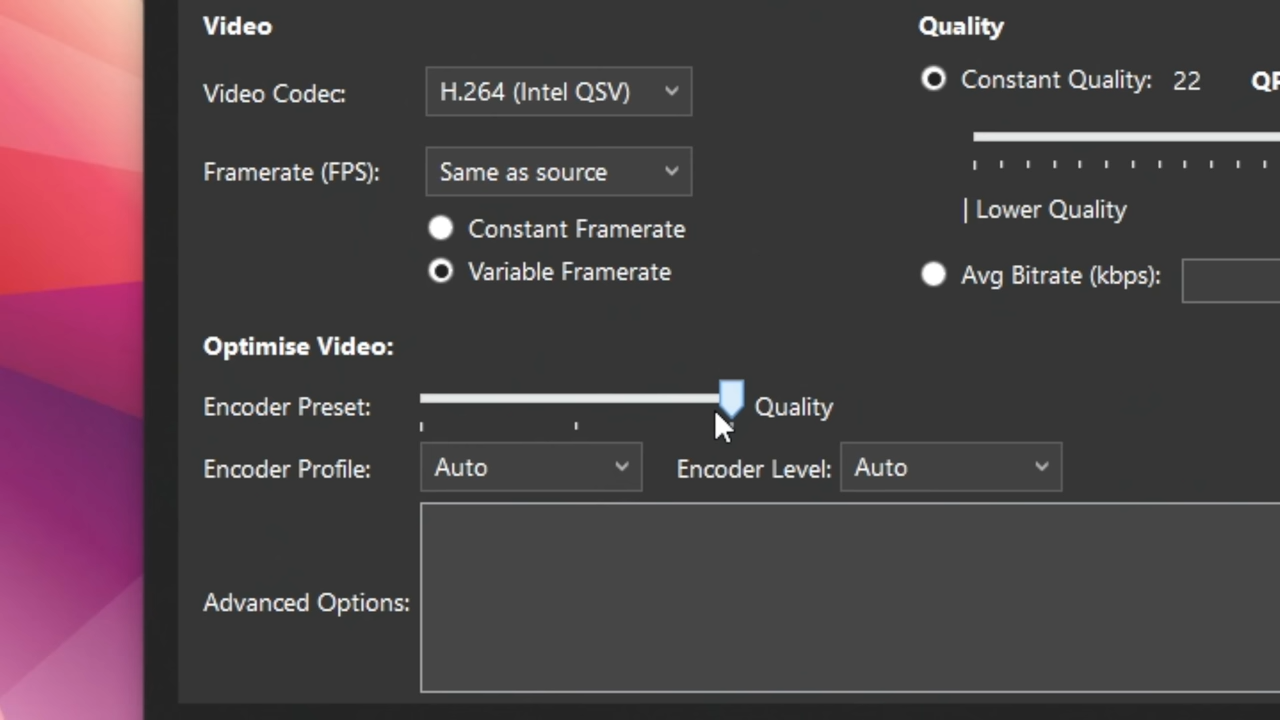 Video
Quality
Video Codec: H.264 (Intel QSV)
Constant Quality: 22
Framerate (FPS): Same as source
| Lower Quality
Constant Framerate
Variable Framerate
Avg Bitrate (kbps):
Optimise Video:
Encoder Preset: Quality
Encoder Profile: Auto Encoder Level: Auto
Advanced Options: